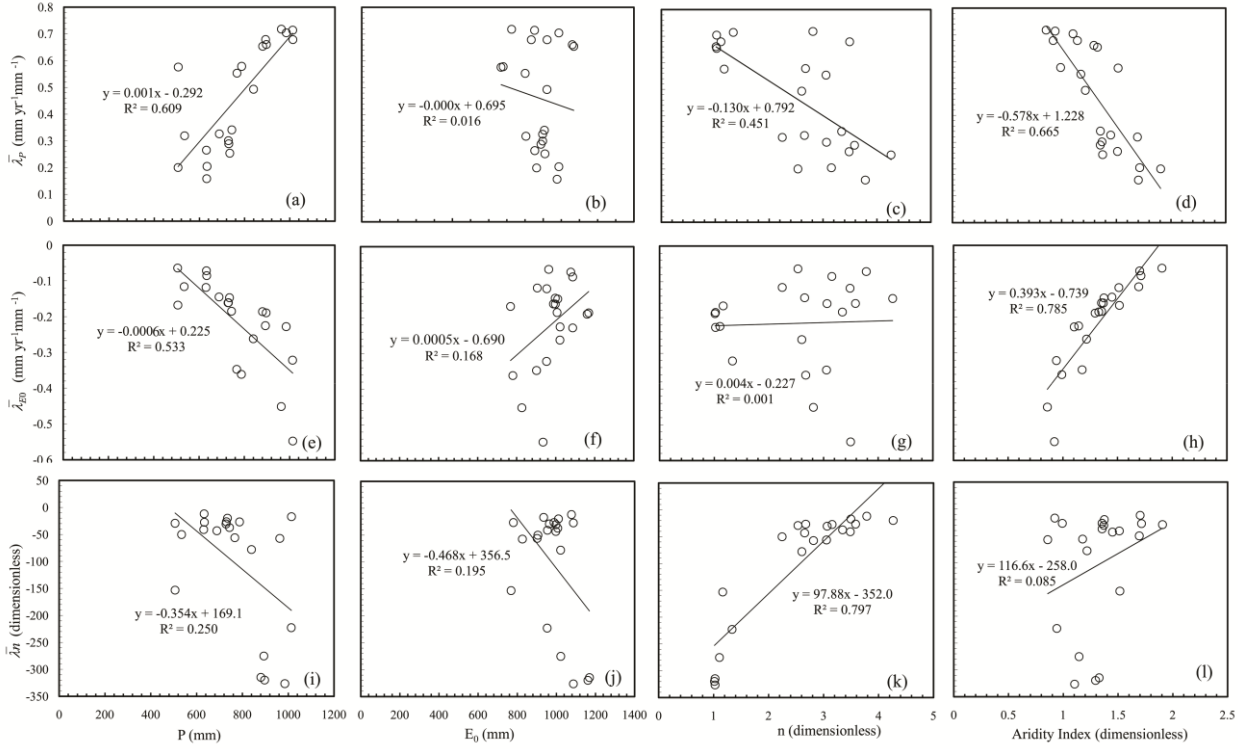 0.8
0.7
0.6
0.5
0.4
0.3
0.2
0.1
0
λ̄P (mm yr⁻¹mm⁻¹)
y = 0.001x - 0.292
R² = 0.609
(a)
y = -0.000x + 0.695
R² = 0.016
(b)
y = -0.130x + 0.792
R² = 0.451
(c)
y = -0.578x + 1.228
R² = 0.665
(d)
0
-0.1
-0.2
-0.3
-0.4
-0.5
-0.6
λ̄E0 (mm yr⁻¹mm⁻¹)
y = -0.0006x + 0.225
R² = 0.533
(e)
y = 0.0005x - 0.690
R² = 0.168
(f)
y = 0.004x - 0.227
R² = 0.001
(g)
y = 0.393x - 0.739
R² = 0.785
(h)
50
0
-50
-100
-150
-200
-250
-300
-350
λ̄n (dimensionless)
y = -0.354x + 169.1
R² = 0.250
(i)
y = -0.468x + 356.5
R² = 0.195
(j)
y = 97.88x - 352.0
R² = 0.797
(k)
y = 116.6x - 258.0
R² = 0.085
(l)
0 200 400 600 800 1000 1200
0 200 400 600 800 1000 1200 1400
0 1 2 3 4 5
0.0 0.5 1.0 1.5 2.0 2.5
P (mm)
E₀ (mm)
n (dimensionless)
Aridity Index (dimensionless)